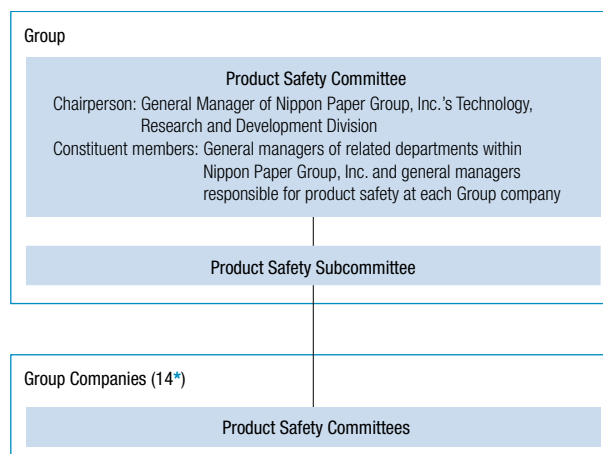 Group
Product Safety Committee
Chairperson: General Manager of Nippon Paper Group, Inc.'s Technology,
Research and Development Division
Constituent members: General managers of related departments within
Nippon Paper Group, Inc. and general managers
responsible for product safety at each Group company
Product Safety Subcommittee
Group Companies (14*)
Product Safety Committees